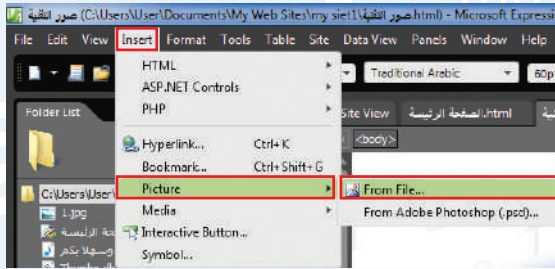 صور التقنية (C:\Users\User\Documents\My Web Sites\my siet1\صور التقنية.html) - Microsoft Express
File Edit View Insert Format Tools Table Site Data View Panels Window Help
HTML
ASP.NET Controls
PHP
Hyperlink... Ctrl+K
Bookmark... Ctrl+Shift+G
Picture
Media
Interactive Button...
Symbol...
From File...
From Adobe Photoshop (.psd)...
Traditional Arabic 60p
Folder List
Site View الصفحة الرئيسة.html
<body>
C:\Users\User\
1.jpg